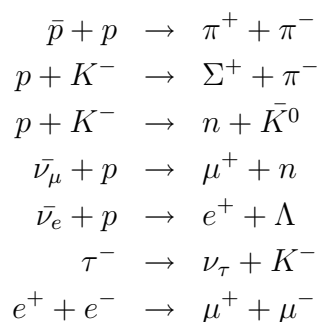 p̄ + p → π⁺ + π⁻
p + K⁻ → Σ⁺ + π⁻
p + K⁻ → n + K̄⁰
ν̄_μ + p → μ⁺ + n
ν̄_e + p → e⁺ + Λ
τ⁻ → ν_τ + K⁻
e⁺ + e⁻ → μ⁺ + μ⁻